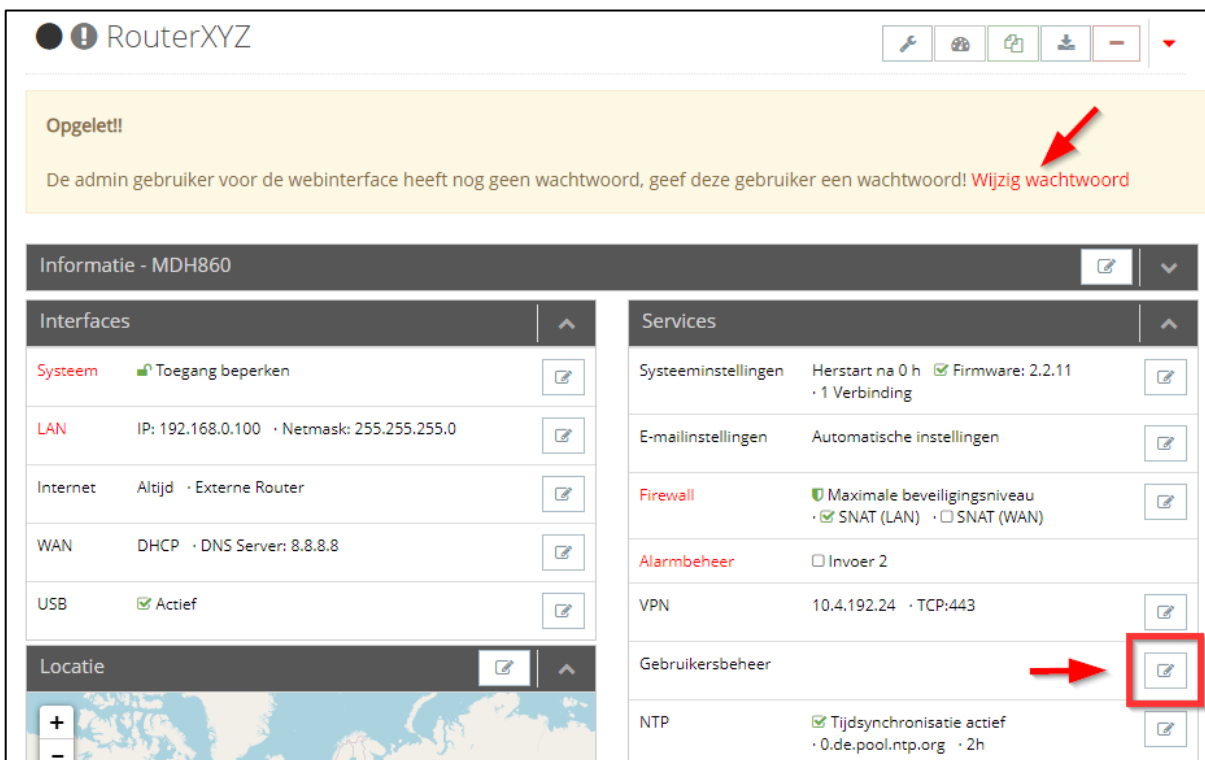 RouterXYZ
Opgelet!!
De admin gebruiker voor de webinterface heeft nog geen wachtwoord, geef deze gebruiker een wachtwoord! Wijzig wachtwoord
Informatie - MDH860
Interfaces
Systeem Toegang beperken
LAN IP: 192.168.0.100 · Netmask: 255.255.255.0
Internet Altijd · Externe Router
WAN DHCP · DNS Server: 8.8.8.8
USB Actief
Locatie
+
−
Services
Systeeminstellingen Herstart na 0 h Firmware: 2.2.11
· 1 Verbinding
E-mailinstellingen Automatische instellingen
Firewall Maximale beveiligingsniveau
· SNAT (LAN) · SNAT (WAN)
Alarmbeheer Invoer 2
VPN 10.4.192.24 · TCP:443
Gebruikersbeheer
NTP Tijdsynchronisatie actief
· 0.de.pool.ntp.org · 2h